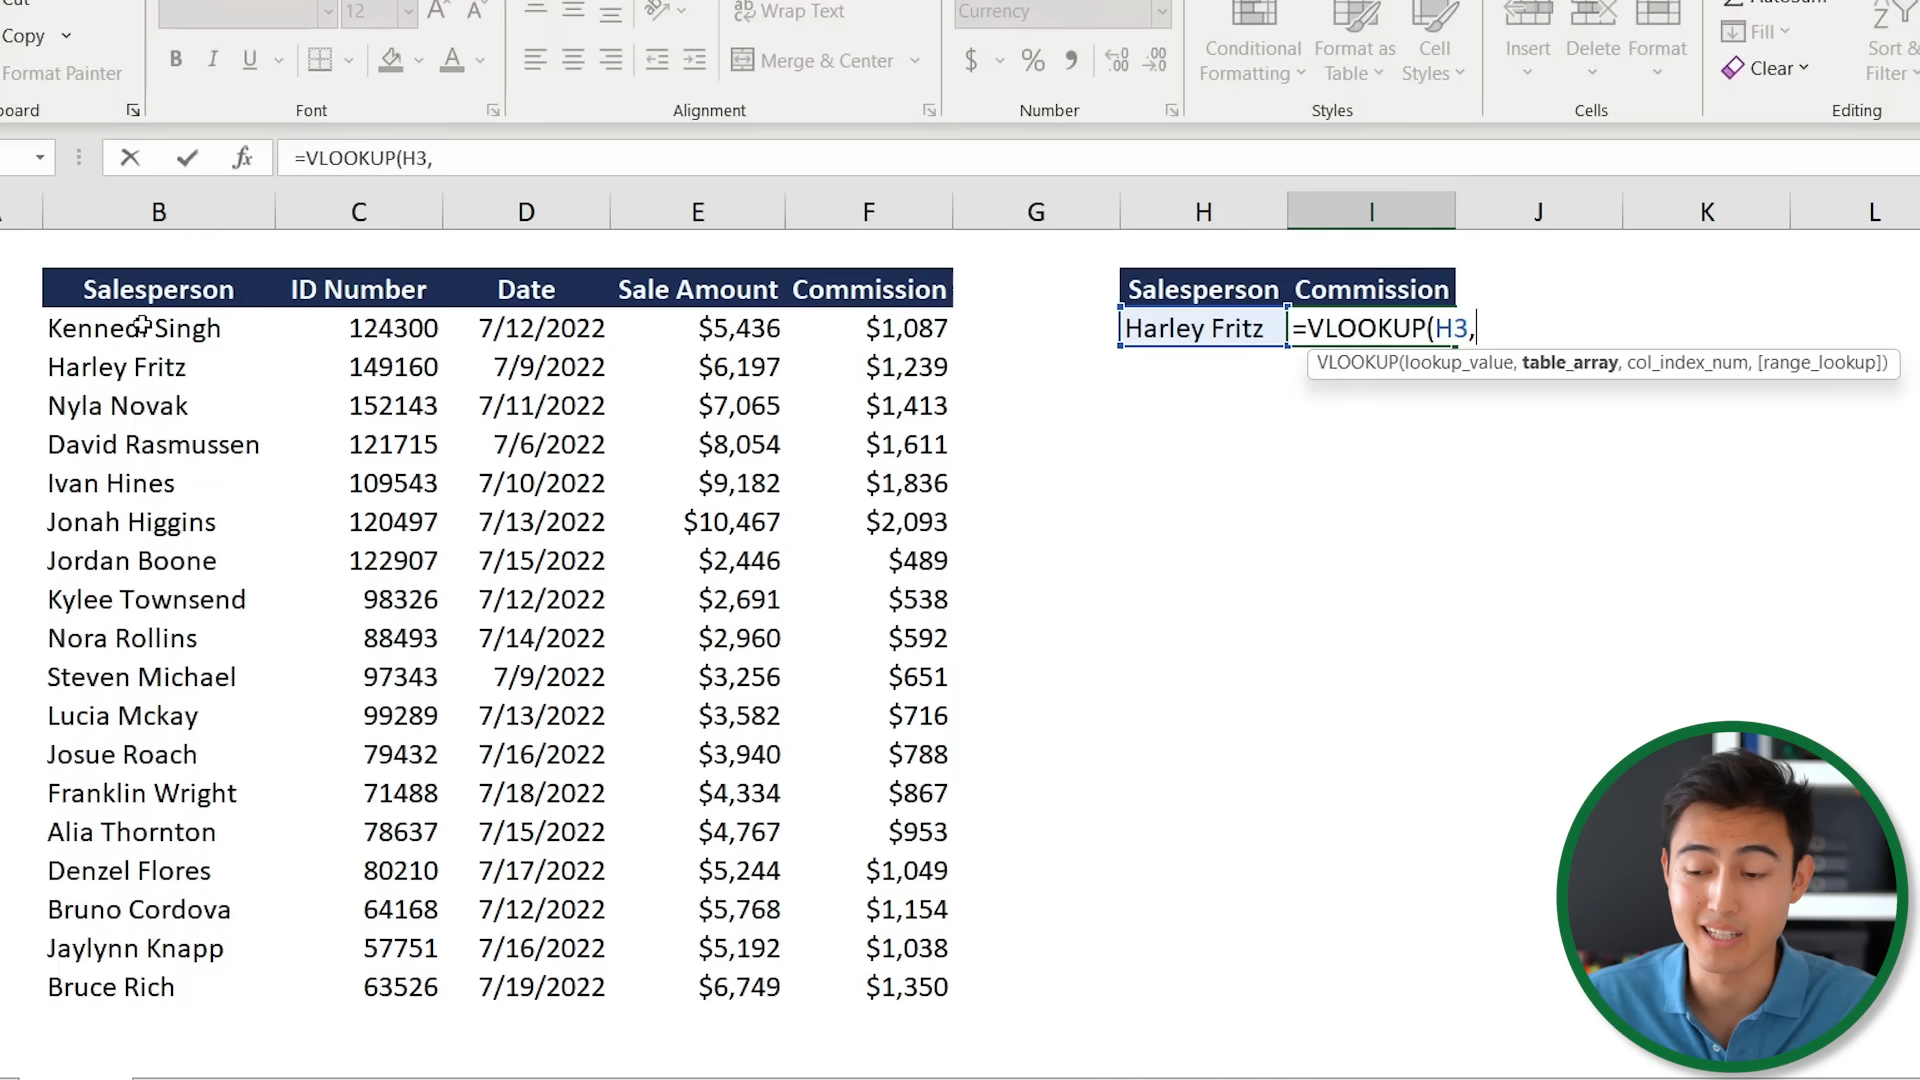 Copy
12 A A
Wrap Text
Currency
Fill
Format Painter
B I U A
Merge & Center
$ % , .00 .00
Conditional Formatting
Format as Table
Cell Styles
Insert Delete Format
Clear
Sort & Filter
Font
Alignment
Number
Styles
Cells
Editing
fx =VLOOKUP(H3,
B C D E F G H I J K L
Salesperson ID Number Date Sale Amount Commission Salesperson Commission
Singh 124300 7/12/2022 $5,436 $1,087 Harley Fritz =VLOOKUP(H3,
VLOOKUP(lookup_value, table_array, col_index_num, [range_lookup])
Harley Fritz 149160 7/9/2022 $6,197 $1,239
Nyla Novak 152143 7/11/2022 $7,065 $1,413
David Rasmussen 121715 7/6/2022 $8,054 $1,611
Ivan Hines 109543 7/10/2022 $9,182 $1,836
Jonah Higgins 120497 7/13/2022 $10,467 $2,093
Jordan Boone 122907 7/15/2022 $2,446 $489
Kylee Townsend 98326 7/12/2022 $2,691 $538
Nora Rollins 88493 7/14/2022 $2,960 $592
Steven Michael 97343 7/9/2022 $3,256 $651
Lucia Mckay 99289 7/13/2022 $3,582 $716
Josue Roach 79432 7/16/2022 $3,940 $788
Franklin Wright 71488 7/18/2022 $4,334 $867
Alia Thornton 78637 7/15/2022 $4,767 $953
Denzel Flores 80210 7/17/2022 $5,244 $1,049
Bruno Cordova 64168 7/12/2022 $5,768 $1,154
Jaylynn Knapp 57751 7/16/2022 $5,192 $1,038
Bruce Rich 63526 7/19/2022 $6,749 $1,350